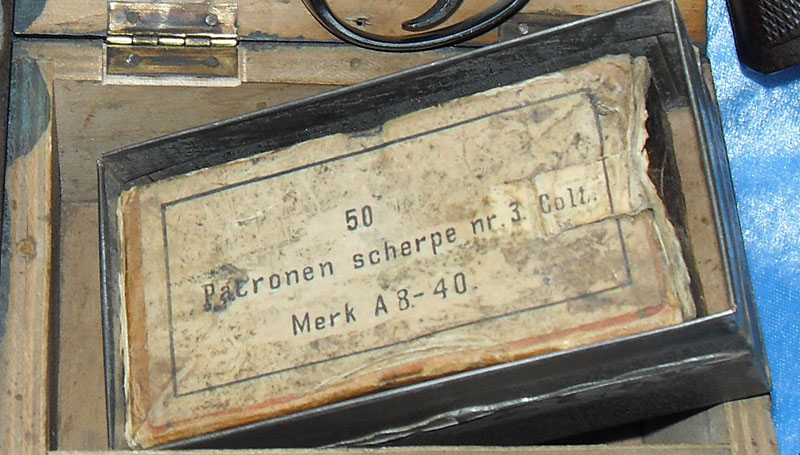 50
Patronen scherpe nr. 3. Colt.
Merk A 8-40.